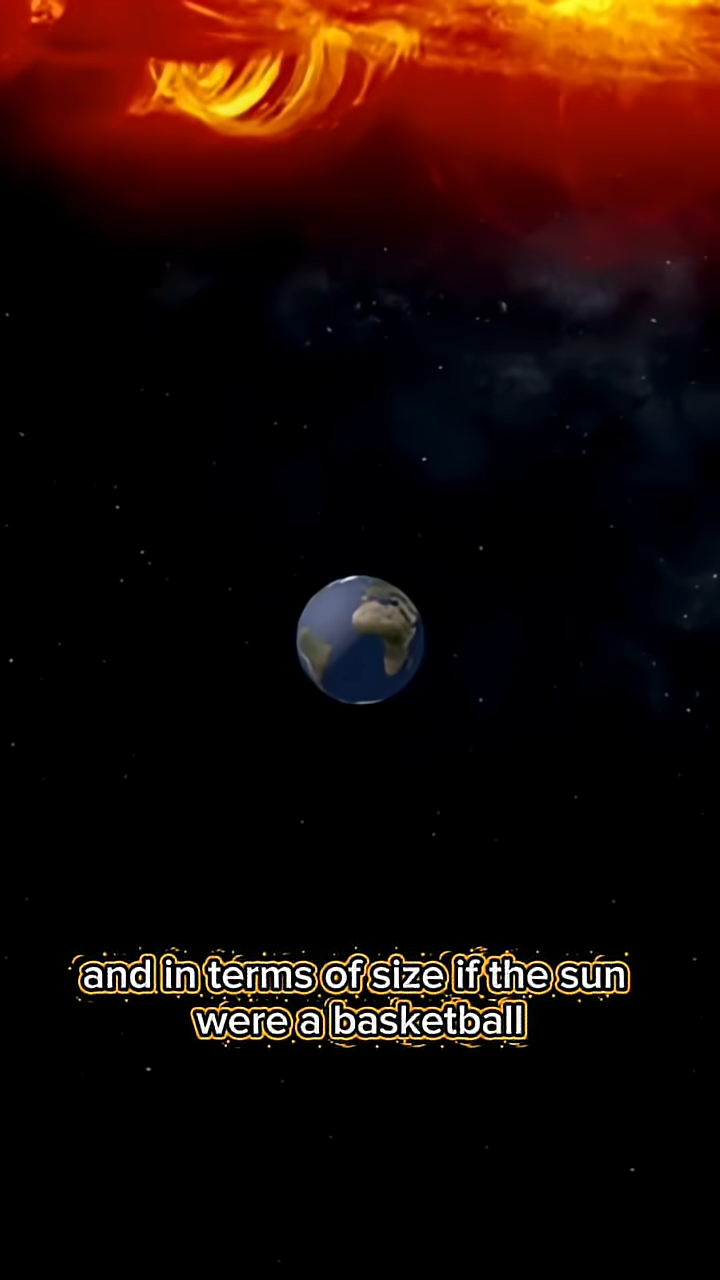 and in terms of size if the sun
were a basketball